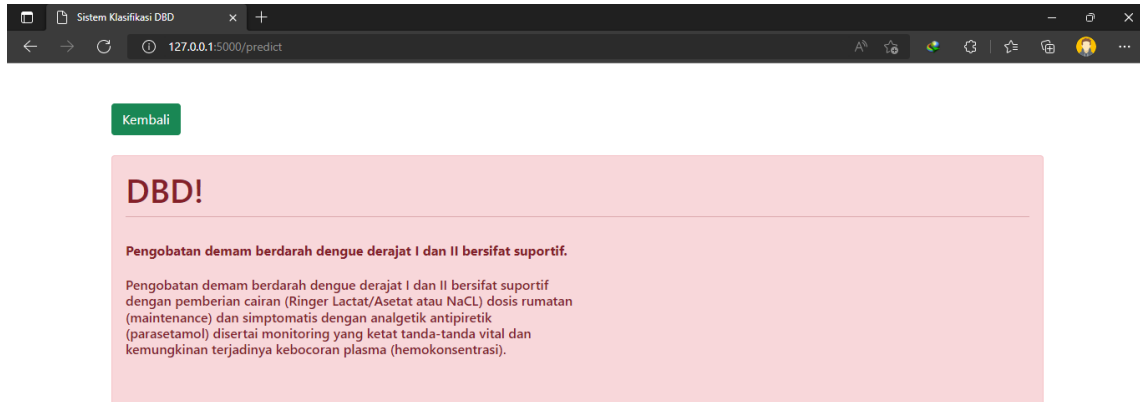 Sistem Klasifikasi DBD
127.0.0.1:5000/predict
Kembali
DBD!
Pengobatan demam berdarah dengue derajat I dan II bersifat suportif.
Pengobatan demam berdarah dengue derajat I dan II bersifat suportif
dengan pemberian cairan (Ringer Lactat/Asetat atau NaCL) dosis rumatan
(maintenance) dan simptomatis dengan analgetik antipiretik
(parasetamol) disertai monitoring yang ketat tanda-tanda vital dan
kemungkinan terjadinya kebocoran plasma (hemokonsentrasi).